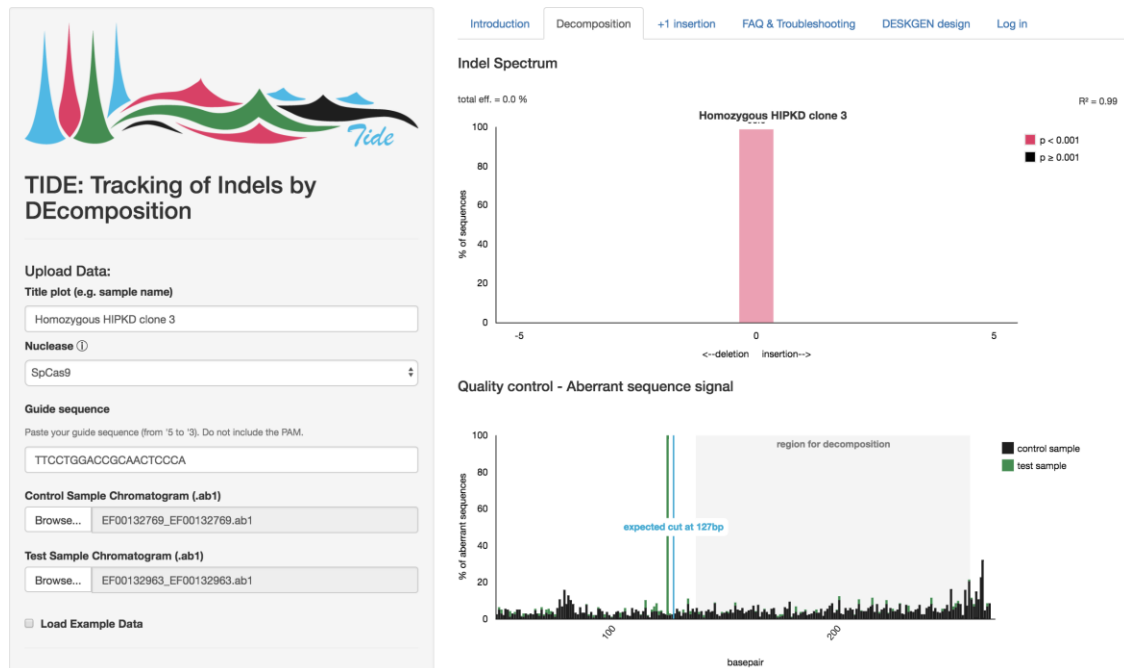 Tide
TIDE: Tracking of Indels by
DEcomposition
Upload Data:
Title plot (e.g. sample name)
Homozygous HIPKD clone 3
Nuclease ⓘ
SpCas9
Guide sequence
Paste your guide sequence (from '5 to '3). Do not include the PAM.
TTCCTGGACCGCAACTCCCA
Control Sample Chromatogram (.ab1)
Browse... EF00132769_EF00132769.ab1
Test Sample Chromatogram (.ab1)
Browse... EF00132963_EF00132963.ab1
Load Example Data
Introduction Decomposition +1 insertion FAQ & Troubleshooting DESKGEN design Log in
Indel Spectrum
total eff. = 0.0 %
R² = 0.99
Homozygous HIPKD clone 3
p < 0.001
p ≥ 0.001
% of sequences
100
80
60
40
20
0
-5 0 5
<--deletion insertion-->
Quality control - Aberrant sequence signal
region for decomposition
control sample
test sample
expected cut at 127bp
% of aberrant sequences
100
80
60
40
20
0
100 200
basepair